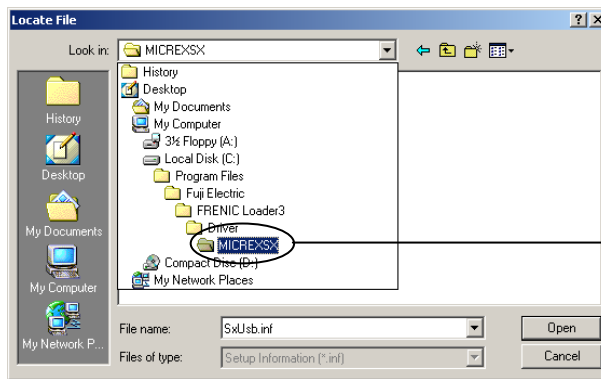 Locate File
Look in: MICREXSX
History
Desktop
My Documents
My Computer
3½ Floppy (A:)
Local Disk (C:)
Program Files
Fuji Electric
FRENIC Loader3
Driver
MICREXSX
Compact Disc (D:)
My Network Places
History
Desktop
My Documents
My Computer
My Network P...
File name: SxUsb.inf Open
Files of type: Setup Information (*.inf) Cancel